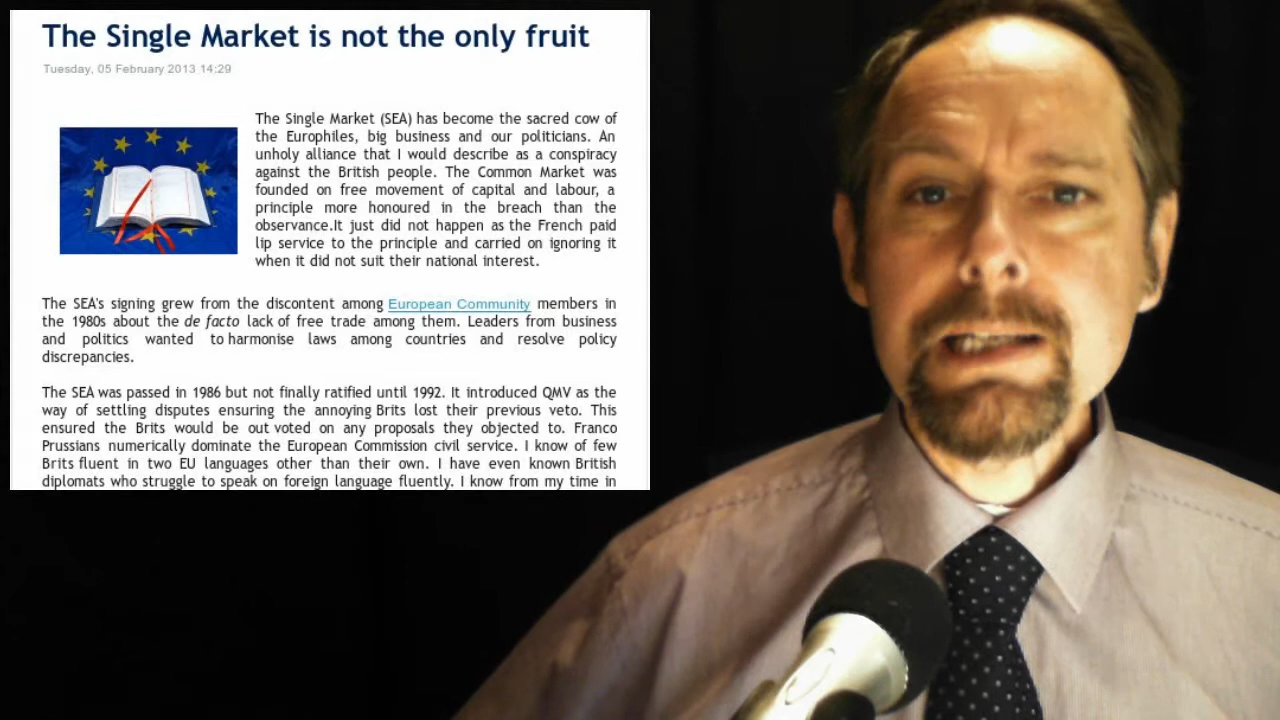 The Single Market is not the only fruit
Tuesday, 05 February 2013 14:29
The Single Market (SEA) has become the sacred cow of
the Europhiles, big business and our politicians. An
unholy alliance that I would describe as a conspiracy
against the British people. The Common Market was
founded on free movement of capital and labour, a
principle more honoured in the breach than the
observance.It just did not happen as the French paid
lip service to the principle and carried on ignoring it
when it did not suit their national interest.
The SEA's signing grew from the discontent among European Community members in
the 1980s about the de facto lack of free trade among them. Leaders from business
and politics wanted to harmonise laws among countries and resolve policy
discrepancies.
The SEA was passed in 1986 but not finally ratified until 1992. It introduced QMV as the
way of settling disputes ensuring the annoying Brits lost their previous veto. This
ensured the Brits would be out voted on any proposals they objected to. Franco
Prussians numerically dominate the European Commission civil service. I know of few
Brits fluent in two EU languages other than their own. I have even known British
diplomats who struggle to speak on foreign language fluently. I know from my time in